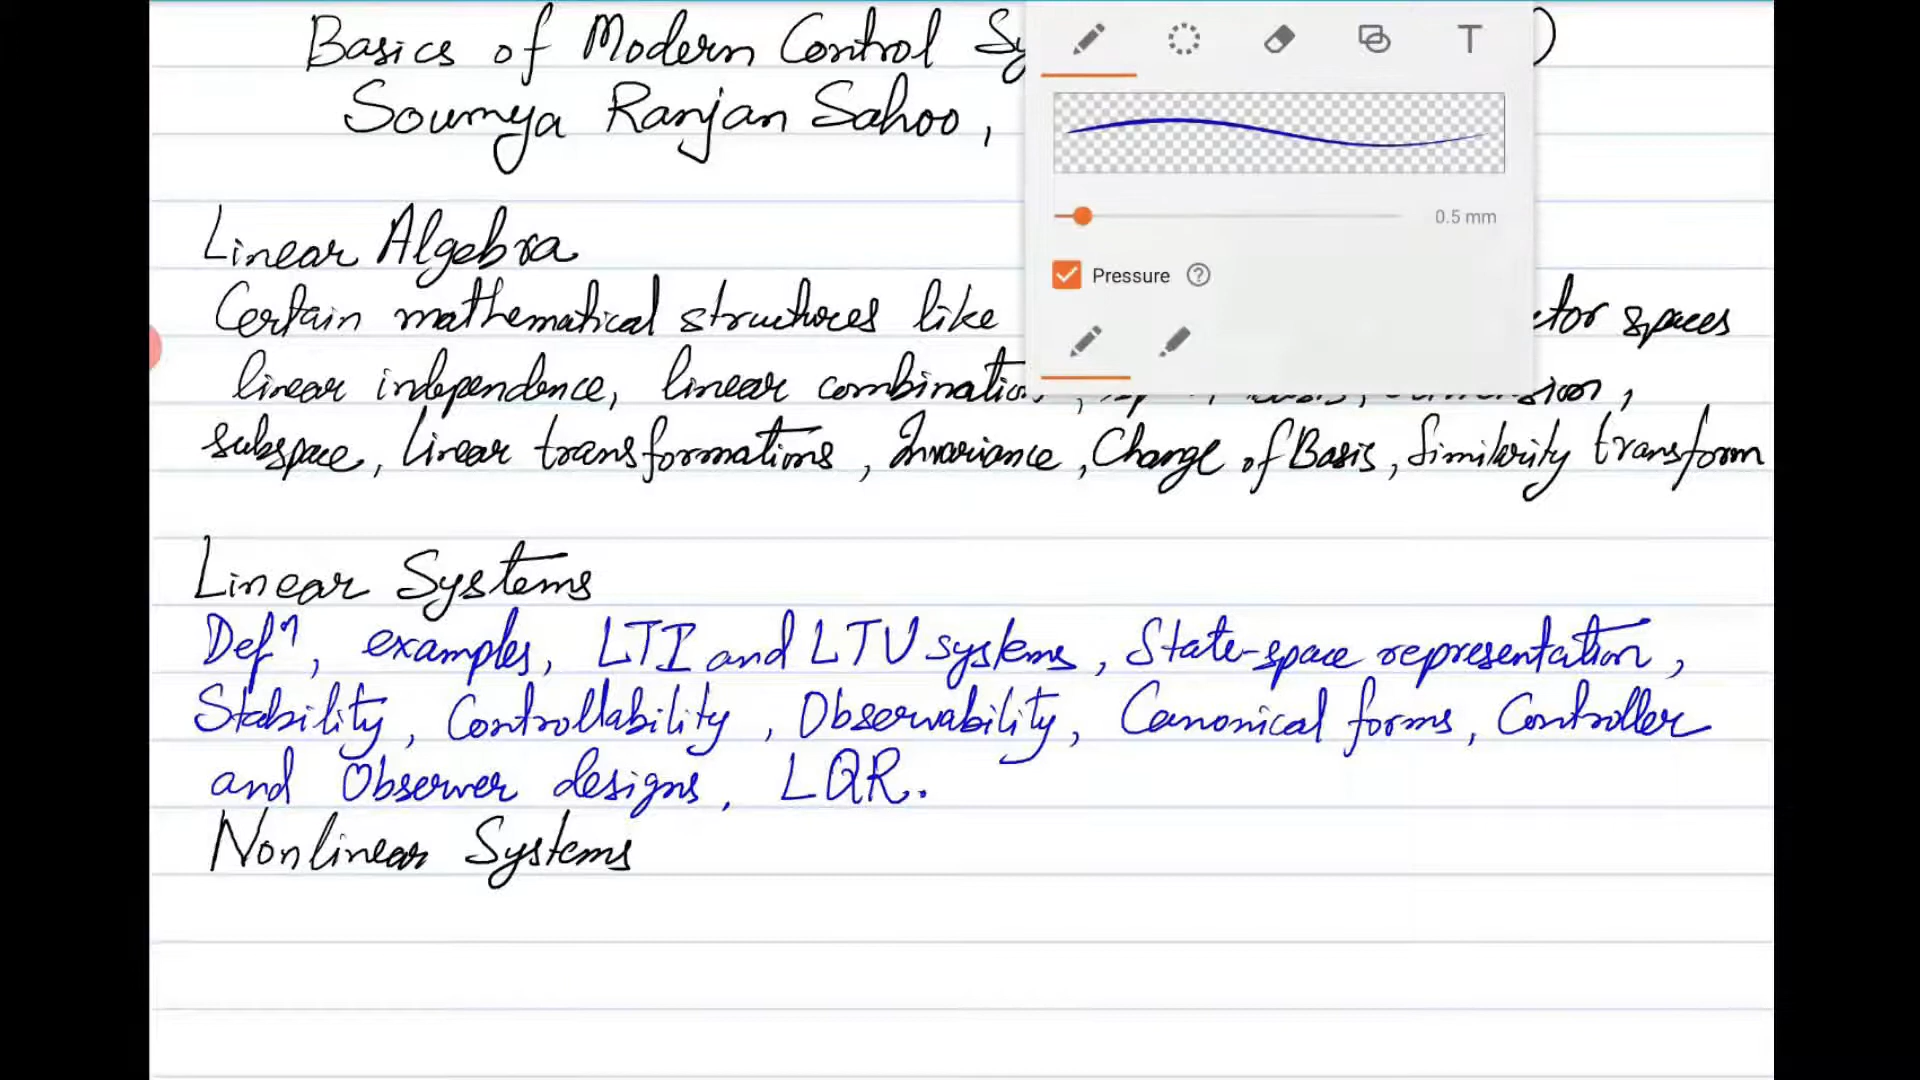 Basics of Modern Control Sy )
Soumya Ranjan Sahoo,
T
0.5 mm
Pressure ?
Linear Algebra
Certain mathematical structures like ctor spaces
linear independence, linear combination, sion,
subspace, linear transformations, Invariance, Change of Basis, Similarity transform
Linear Systems
Defⁿ, examples, LTI and LTV systems, State-space representation,
Stability, Controllability, Observability, Canonical forms, Controller
and Observer designs, LQR.
Nonlinear Systems